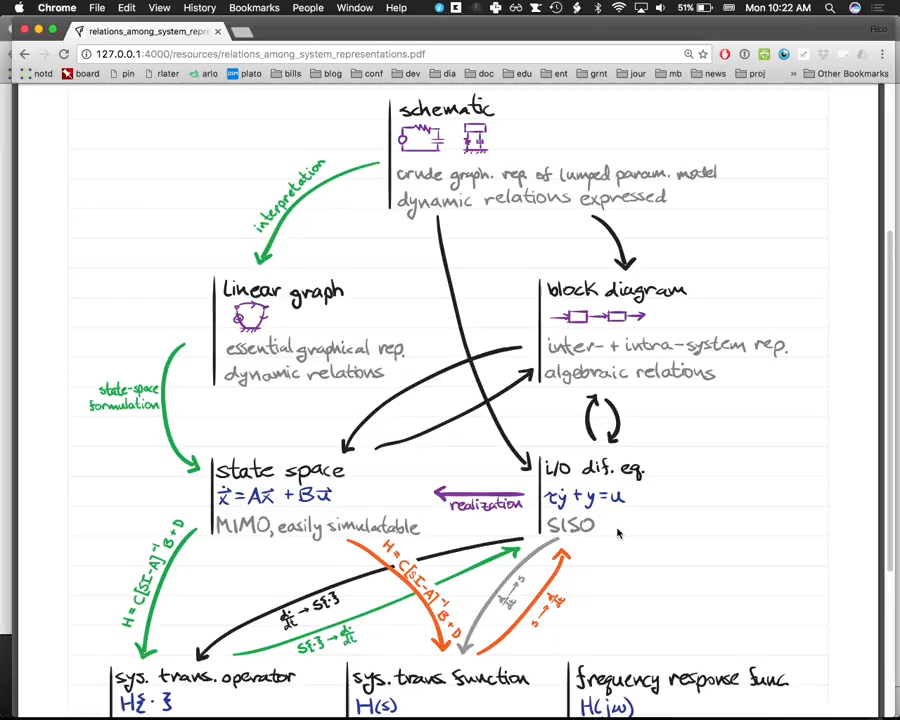 Chrome File Edit View History Bookmarks People Window Help 51% Mon 10:22 AM
relations_among_system_repre Rico
127.0.0.1:4000/resources/relations_among_system_representations.pdf
notd board pin rlater arlo plato bills blog conf dev dia doc edu ent grnt jour mb news proj » Other Bookmarks
schematic
crude graph. rep. of lumped param. model
dynamic relations expressed
interpretation
linear graph
essential graphical rep.
dynamic relations
block diagram
inter- + intra-system rep.
algebraic relations
state-space
formulation
state space
ẋ = Ax + Bu
MIMO, easily simulatable
realization
i/o dif. eq.
τẏ + y = u
SISO
H = C[sI-A]⁻¹B + D
H = C[sI-A]⁻¹B + D
d/dt → S{·}
S{·} → d/dt
d/dt → s
s → d/dt
sys. trans. operator
H{·}
sys. trans. function
H(s)
frequency response func.
H(jω)